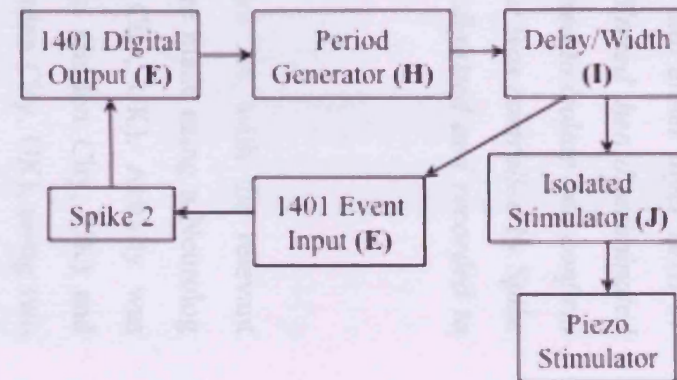 1401 Digital
Output (E)
Period
Generator (H)
Delay/Width
(I)
Spike 2
1401 Event
Input (E)
Isolated
Stimulator (J)
Piezo
Stimulator